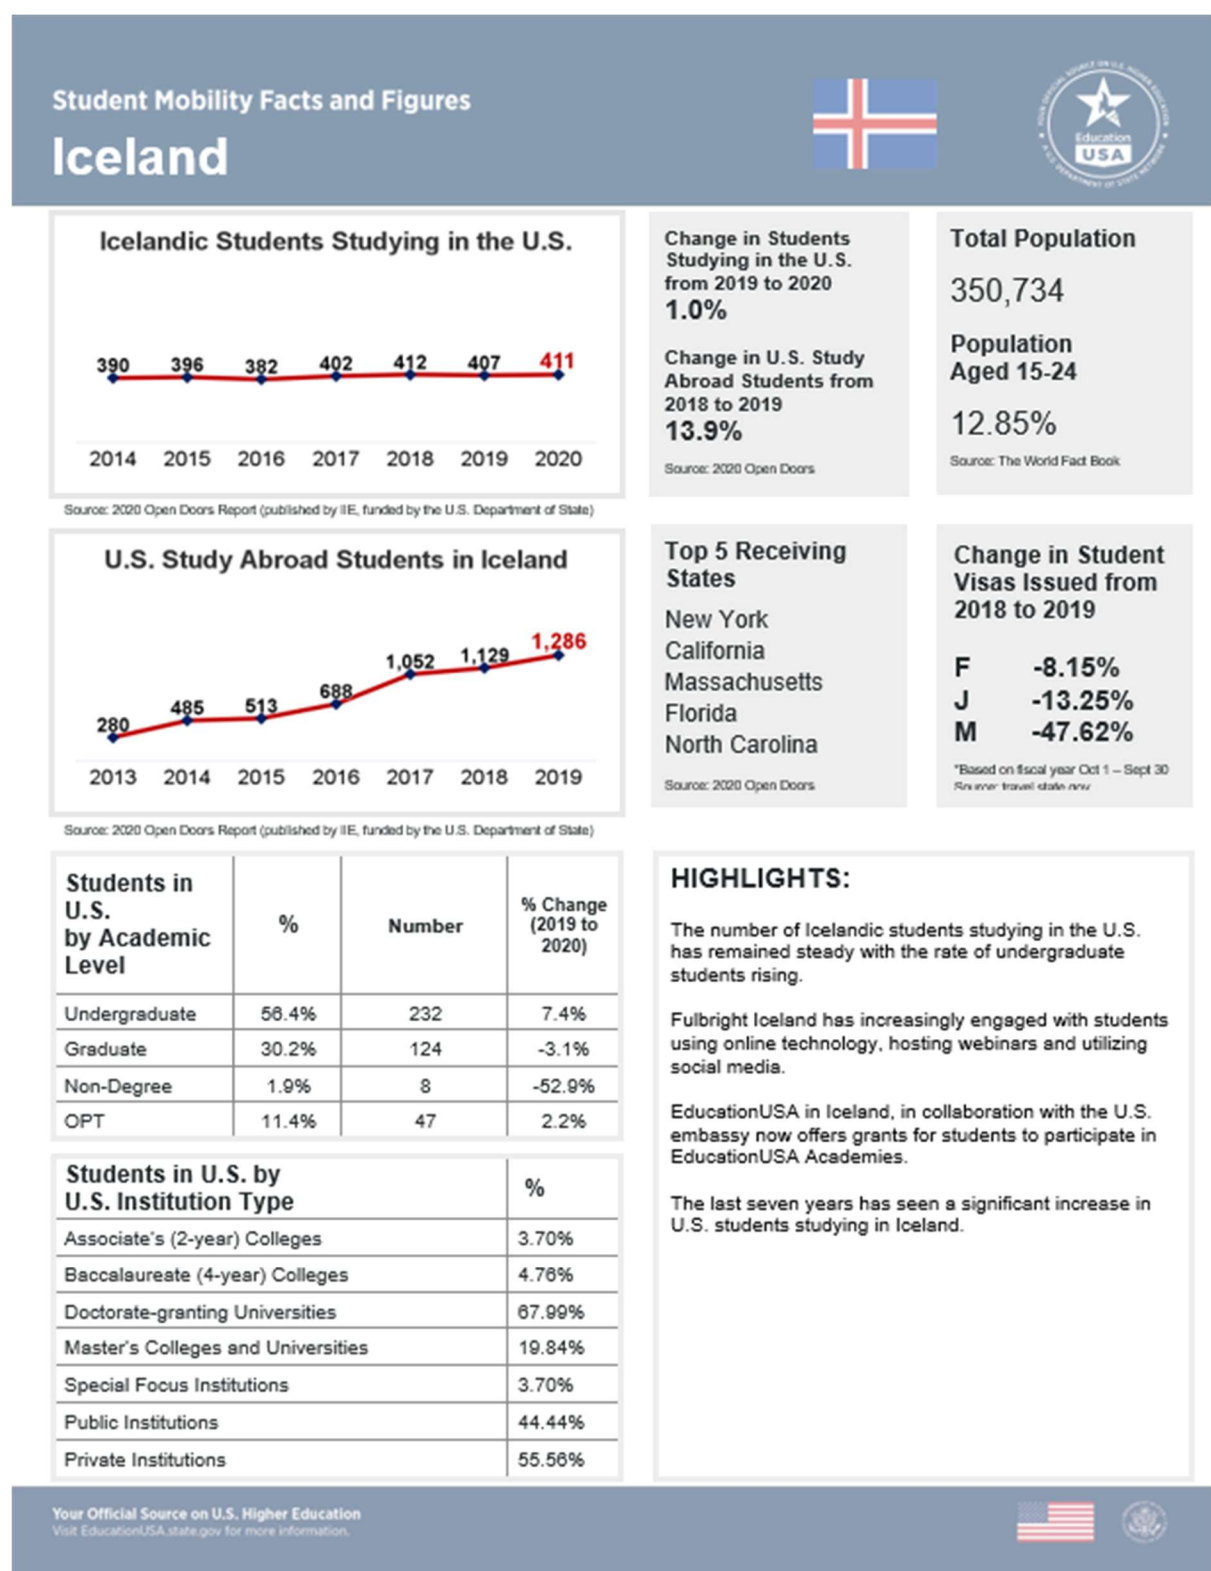 Student Mobility Facts and Figures
Iceland
YOUR OFFICIAL SOURCE ON U.S. HIGHER EDUCATION
Education
USA
A U.S. DEPARTMENT OF STATE NETWORK
Icelandic Students Studying in the U.S.
390 396 382 402 412 407 411
2014 2015 2016 2017 2018 2019 2020
Source: 2020 Open Doors Report (published by IIE, funded by the U.S. Department of State)
Change in Students
Studying in the U.S.
from 2019 to 2020
1.0%
Change in U.S. Study
Abroad Students from
2018 to 2019
13.9%
Source: 2020 Open Doors
Total Population
350,734
Population
Aged 15-24
12.85%
Source: The World Fact Book
U.S. Study Abroad Students in Iceland
280 485 513 688 1,052 1,129 1,286
2013 2014 2015 2016 2017 2018 2019
Source: 2020 Open Doors Report (published by IIE, funded by the U.S. Department of State)
Top 5 Receiving
States
New York
California
Massachusetts
Florida
North Carolina
Source: 2020 Open Doors
Change in Student
Visas Issued from
2018 to 2019
F -8.15%
J -13.25%
M -47.62%
*Based on fiscal year Oct 1 – Sept 30
Source: travel.state.gov
Students in
U.S.
by Academic
Level
%
Number
% Change
(2019 to
2020)
Undergraduate 56.4% 232 7.4%
Graduate 30.2% 124 -3.1%
Non-Degree 1.9% 8 -52.9%
OPT 11.4% 47 2.2%
Students in U.S. by
U.S. Institution Type
%
Associate's (2-year) Colleges 3.70%
Baccalaureate (4-year) Colleges 4.76%
Doctorate-granting Universities 67.99%
Master's Colleges and Universities 19.84%
Special Focus Institutions 3.70%
Public Institutions 44.44%
Private Institutions 55.56%
HIGHLIGHTS:
The number of Icelandic students studying in the U.S.
has remained steady with the rate of undergraduate
students rising.
Fulbright Iceland has increasingly engaged with students
using online technology, hosting webinars and utilizing
social media.
EducationUSA in Iceland, in collaboration with the U.S.
embassy now offers grants for students to participate in
EducationUSA Academies.
The last seven years has seen a significant increase in
U.S. students studying in Iceland.
Your Official Source on U.S. Higher Education
Visit EducationUSA.state.gov for more information.